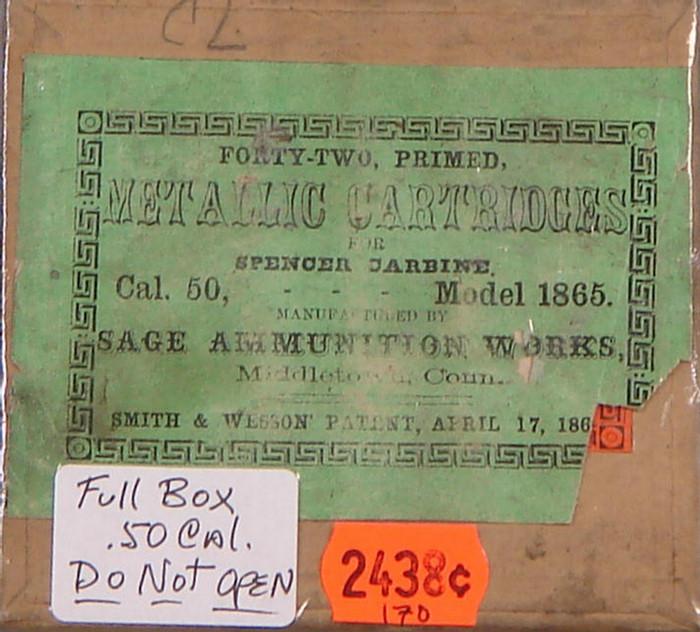 CL
FORTY-TWO, PRIMED,
METALLIC CARTRIDGES
FOR
SPENCER CARBINE,
Cal. 50, - - - Model 1865.
MANUFACTURED BY
SAGE AMMUNITION WORKS,
Middletown, Conn.
SMITH & WESSON' PATENT, APRIL 17, 186
Full Box
.50 Cal.
Do Not OPEN
2438¢
170